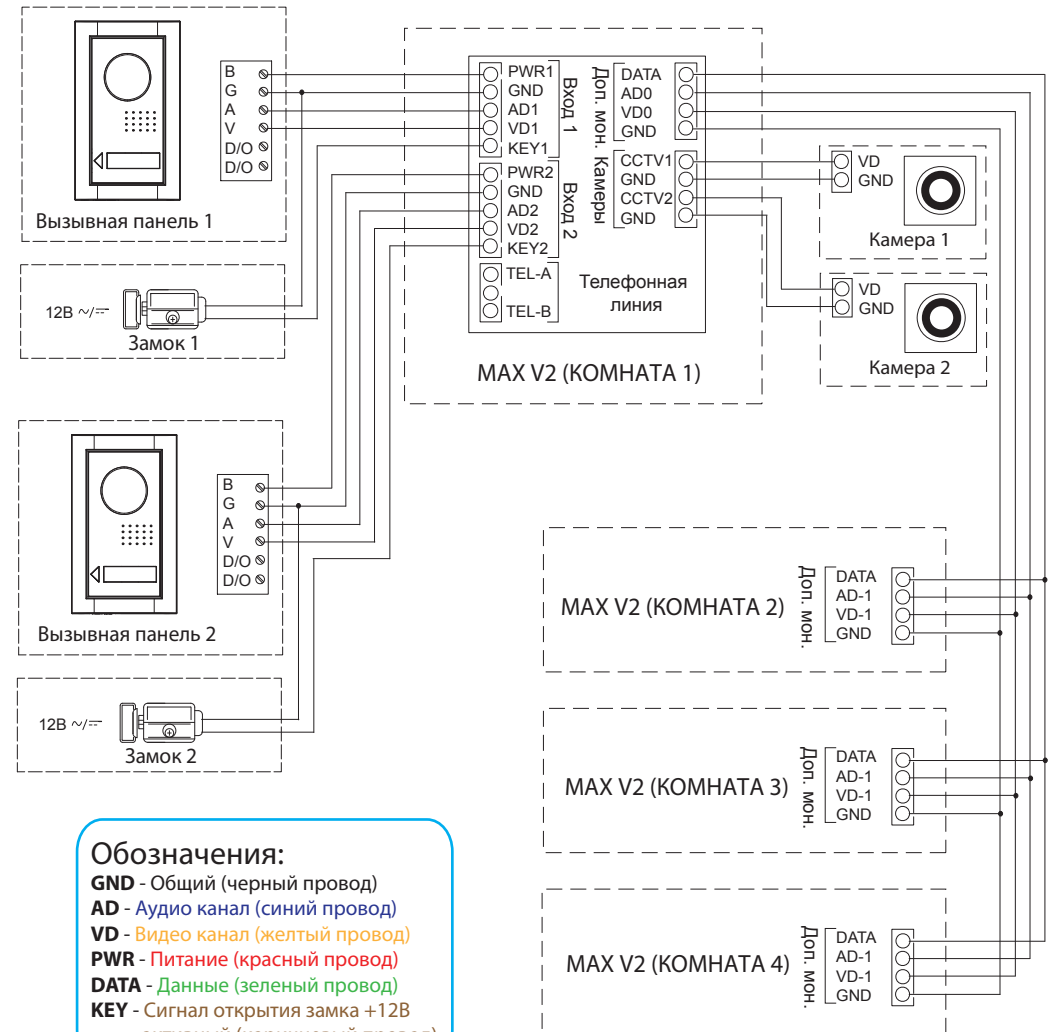 B
G
A
V
D/O
D/O
Вызывная панель 1
12В ~/⎓
Замок 1
PWR1
GND
AD1
VD1
KEY1
Вход 1
PWR2
GND
AD2
VD2
KEY2
Вход 2
TEL-A
TEL-B
Телефонная
линия
DATA
AD0
VD0
GND
Доп. мон.
CCTV1
GND
CCTV2
GND
Камеры
MAX V2 (КОМНАТА 1)
VD
GND
Камера 1
VD
GND
Камера 2
B
G
A
V
D/O
D/O
Вызывная панель 2
12В ~/⎓
Замок 2
MAX V2 (КОМНАТА 2)
Доп. мон.
DATA
AD-1
VD-1
GND
MAX V2 (КОМНАТА 3)
Доп. мон.
DATA
AD-1
VD-1
GND
MAX V2 (КОМНАТА 4)
Доп. мон.
DATA
AD-1
VD-1
GND
Обозначения:
GND - Общий (черный провод)
AD - Аудио канал (синий провод)
VD - Видео канал (желтый провод)
PWR - Питание (красный провод)
DATA - Данные (зеленый провод)
KEY - Сигнал открытия замка +12В
активный (коричневый провод)